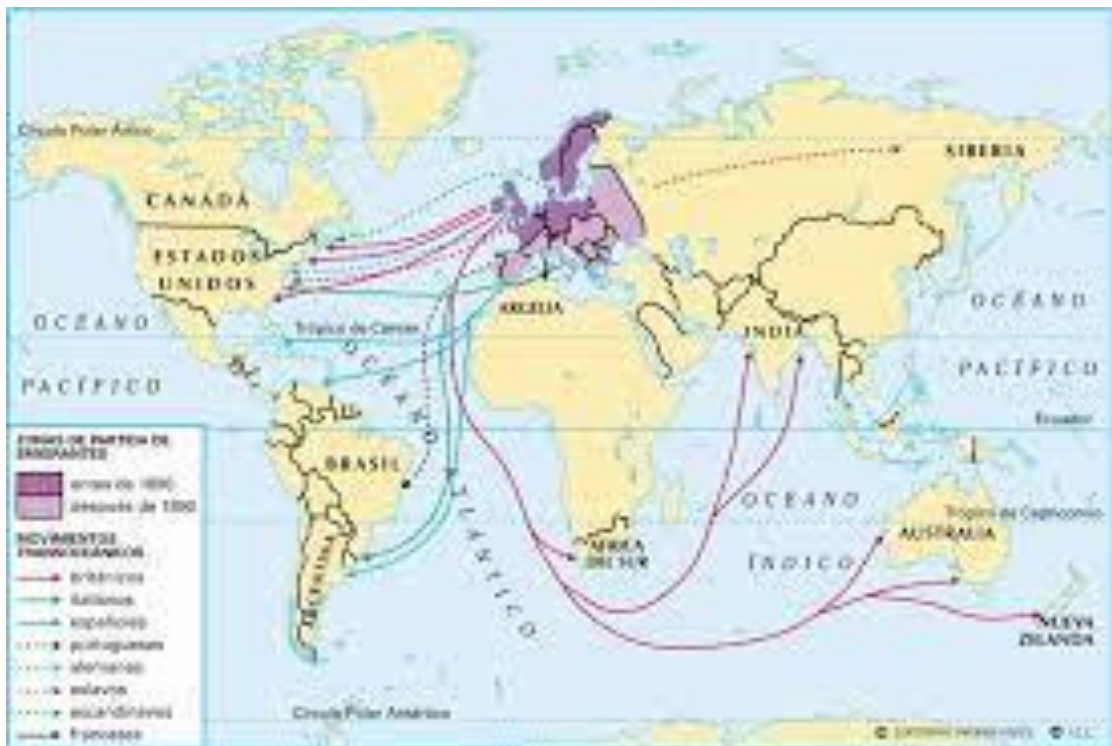 Círculo Polar Ártico
SIBERIA
CANADÁ
ESTADOS
UNIDOS
OCÉANO
PACÍFICO
Trópico de Cáncer
ARGELIA
INDIA
OCÉANO
PACÍFICO
Ecuador
OCÉANO
ATLÁNTICO
BRASIL
ARGENTINA
ÁFRICA
DEL SUR
OCEANO
ÍNDICO
Trópico de Capricornio
AUSTRALIA
NUEVA
ZELANDA
Círculo Polar Antártico
ZONAS DE PARTIDA DE
EMIGRANTES
antes de
después de
MOVIMIENTOS
TRANSOCEÁNICOS
británicos
italianos
españoles
portugueses
alemanes
eslavos
escandinavos
franceses